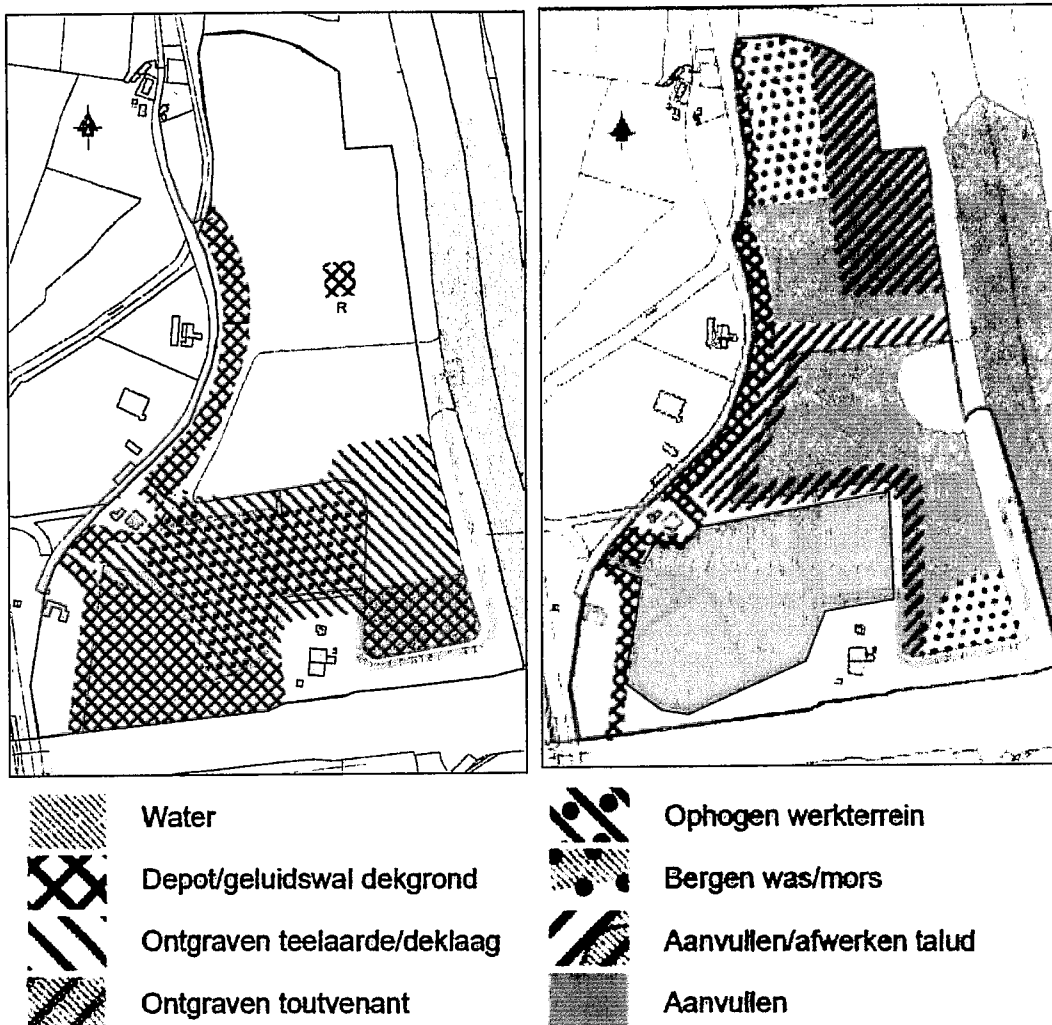 R
Water
Depot/geluidswal dekgrond
Ontgraven teelaarde/deklaag
Ontgraven toutvenant
Ophogen werkterrein
Bergen was/mors
Aanvullen/afwerken talud
Aanvullen